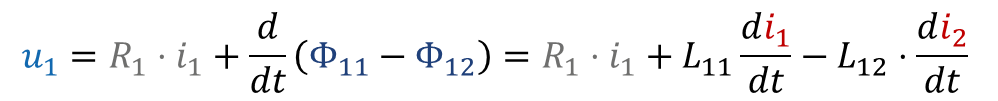 u₁ = R₁ · i₁ + d/dt (Φ₁₁ − Φ₁₂) = R₁ · i₁ + L₁₁ di₁/dt − L₁₂ · di₂/dt